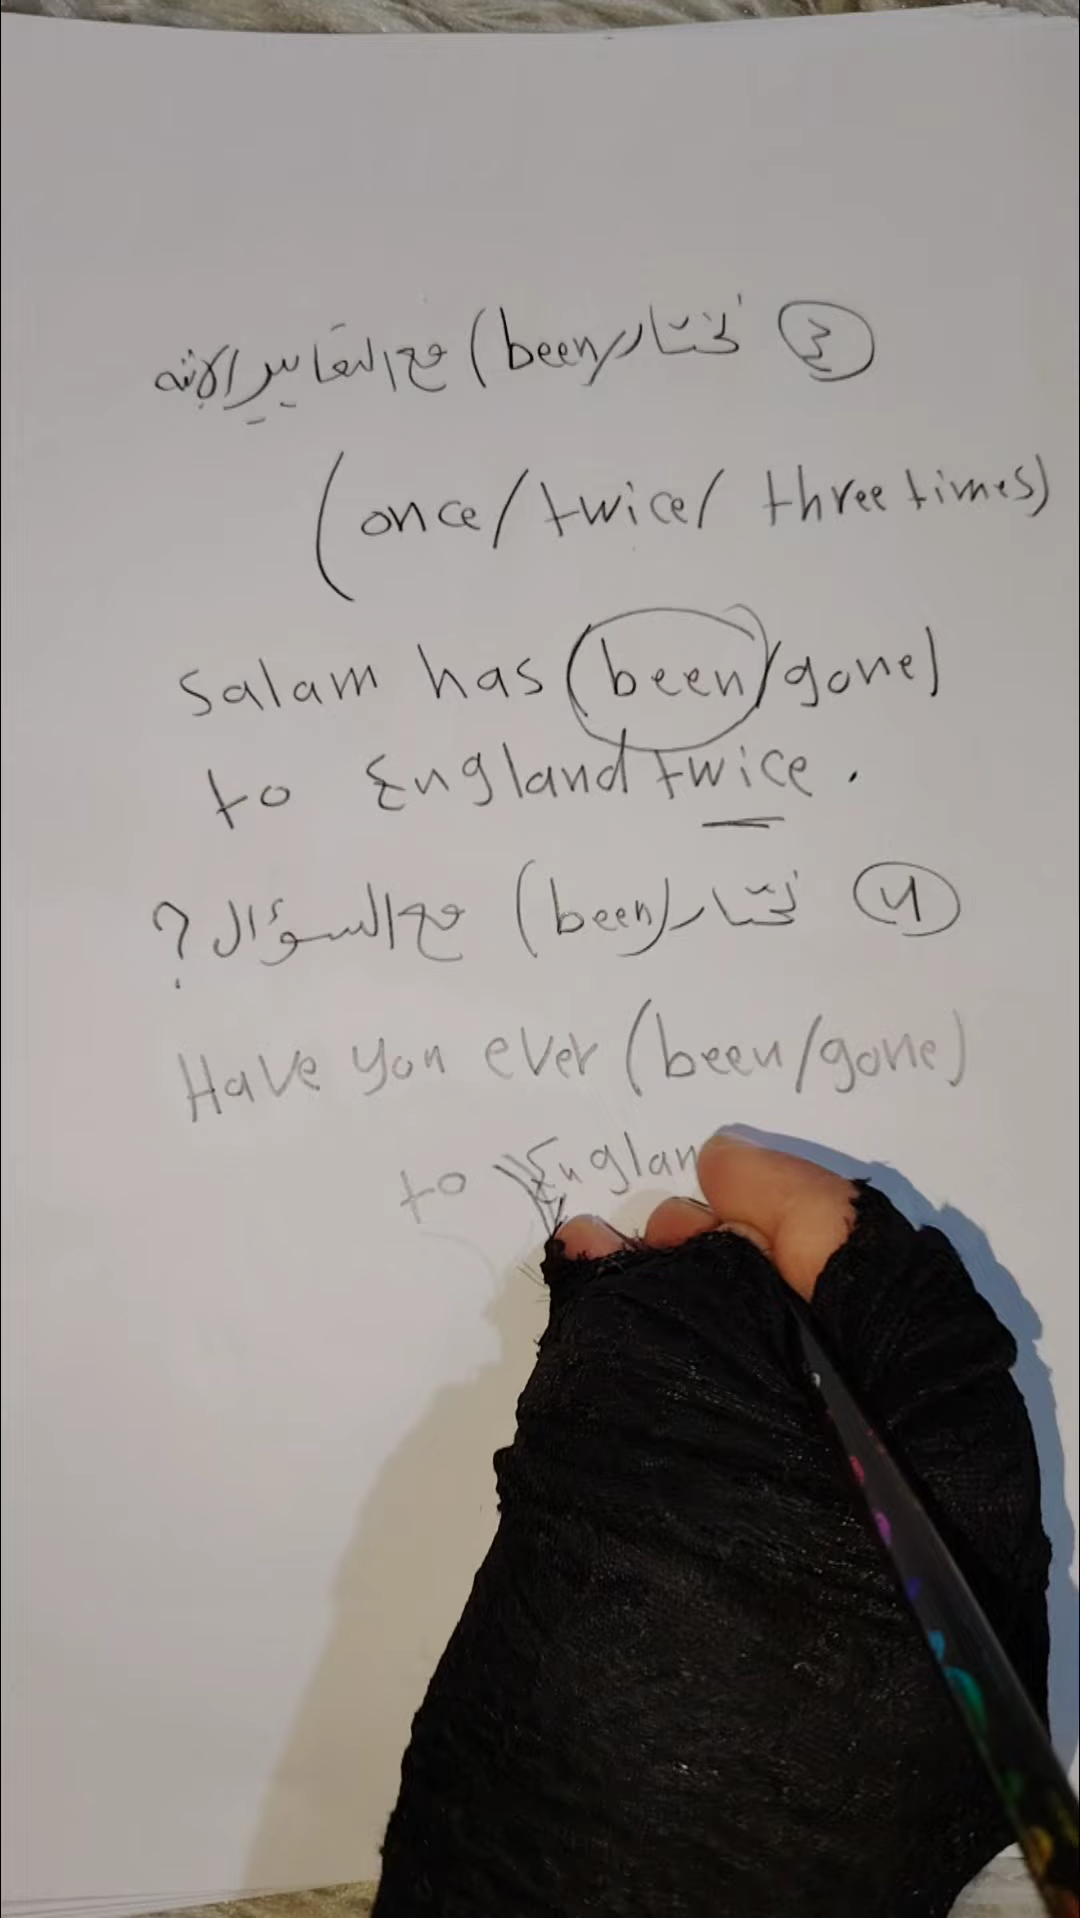 ③ نختار (been) مع التعابير الاتية
(once/twice/ three times)
Salam has (been/gone)
to England twice.
④ نختار (been) مع السؤال؟
Have you ever (been/gone)
to Englan